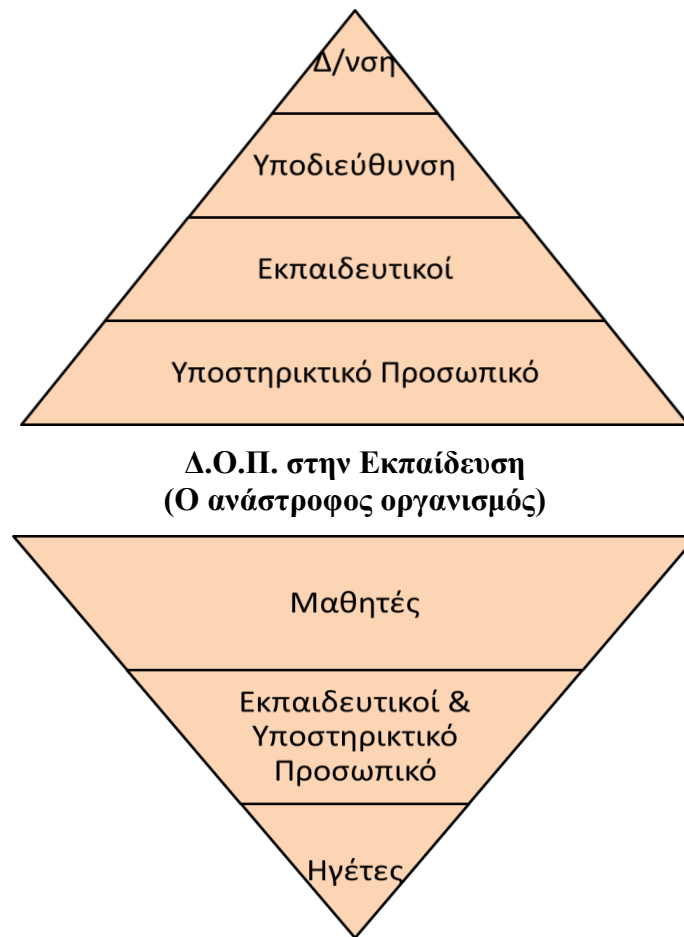 Δ/νση
Υποδιεύθυνση
Εκπαιδευτικοί
Υποστηρικτικό Προσωπικό
Δ.Ο.Π. στην Εκπαίδευση
(Ο ανάστροφος οργανισμός)
Μαθητές
Εκπαιδευτικοί &
Υποστηρικτικό
Προσωπικό
Ηγέτες